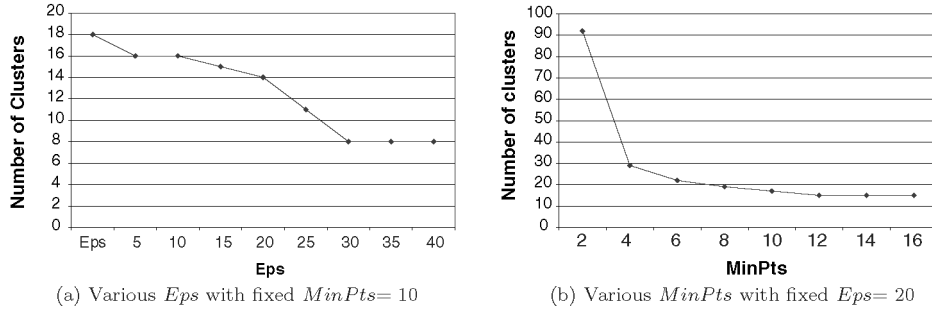 20
18
16
14
12
10
8
6
4
2
0
Number of Clusters
Eps 5 10 15 20 25 30 35 40
Eps
(a) Various Eps with fixed MinPts= 10
100
90
80
70
60
50
40
30
20
10
0
Number of clusters
2 4 6 8 10 12 14 16
MinPts
(b) Various MinPts with fixed Eps= 20